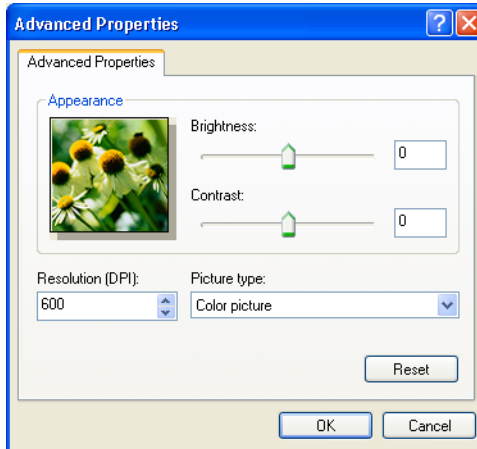 Advanced Properties
Advanced Properties
Appearance
Brightness:
0
Contrast:
0
Resolution (DPI): Picture type:
600 Color picture
Reset
OK Cancel